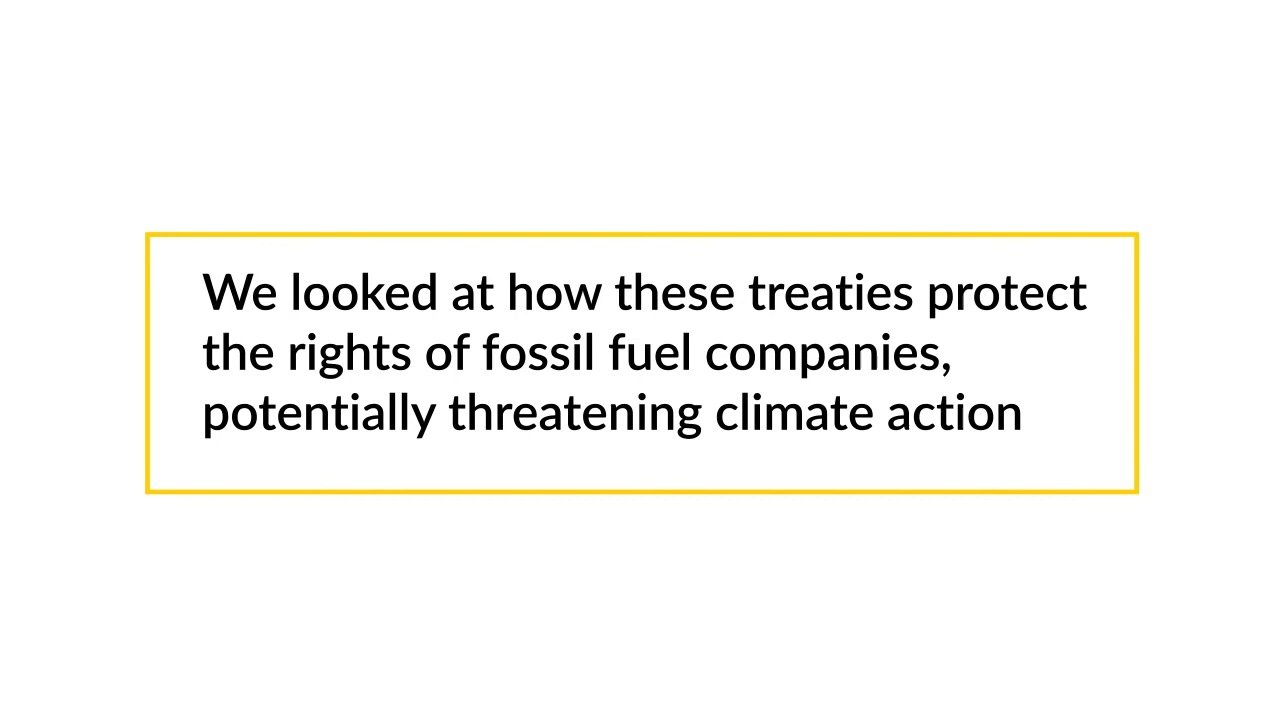 We looked at how these treaties protect
the rights of fossil fuel companies,
potentially threatening climate action